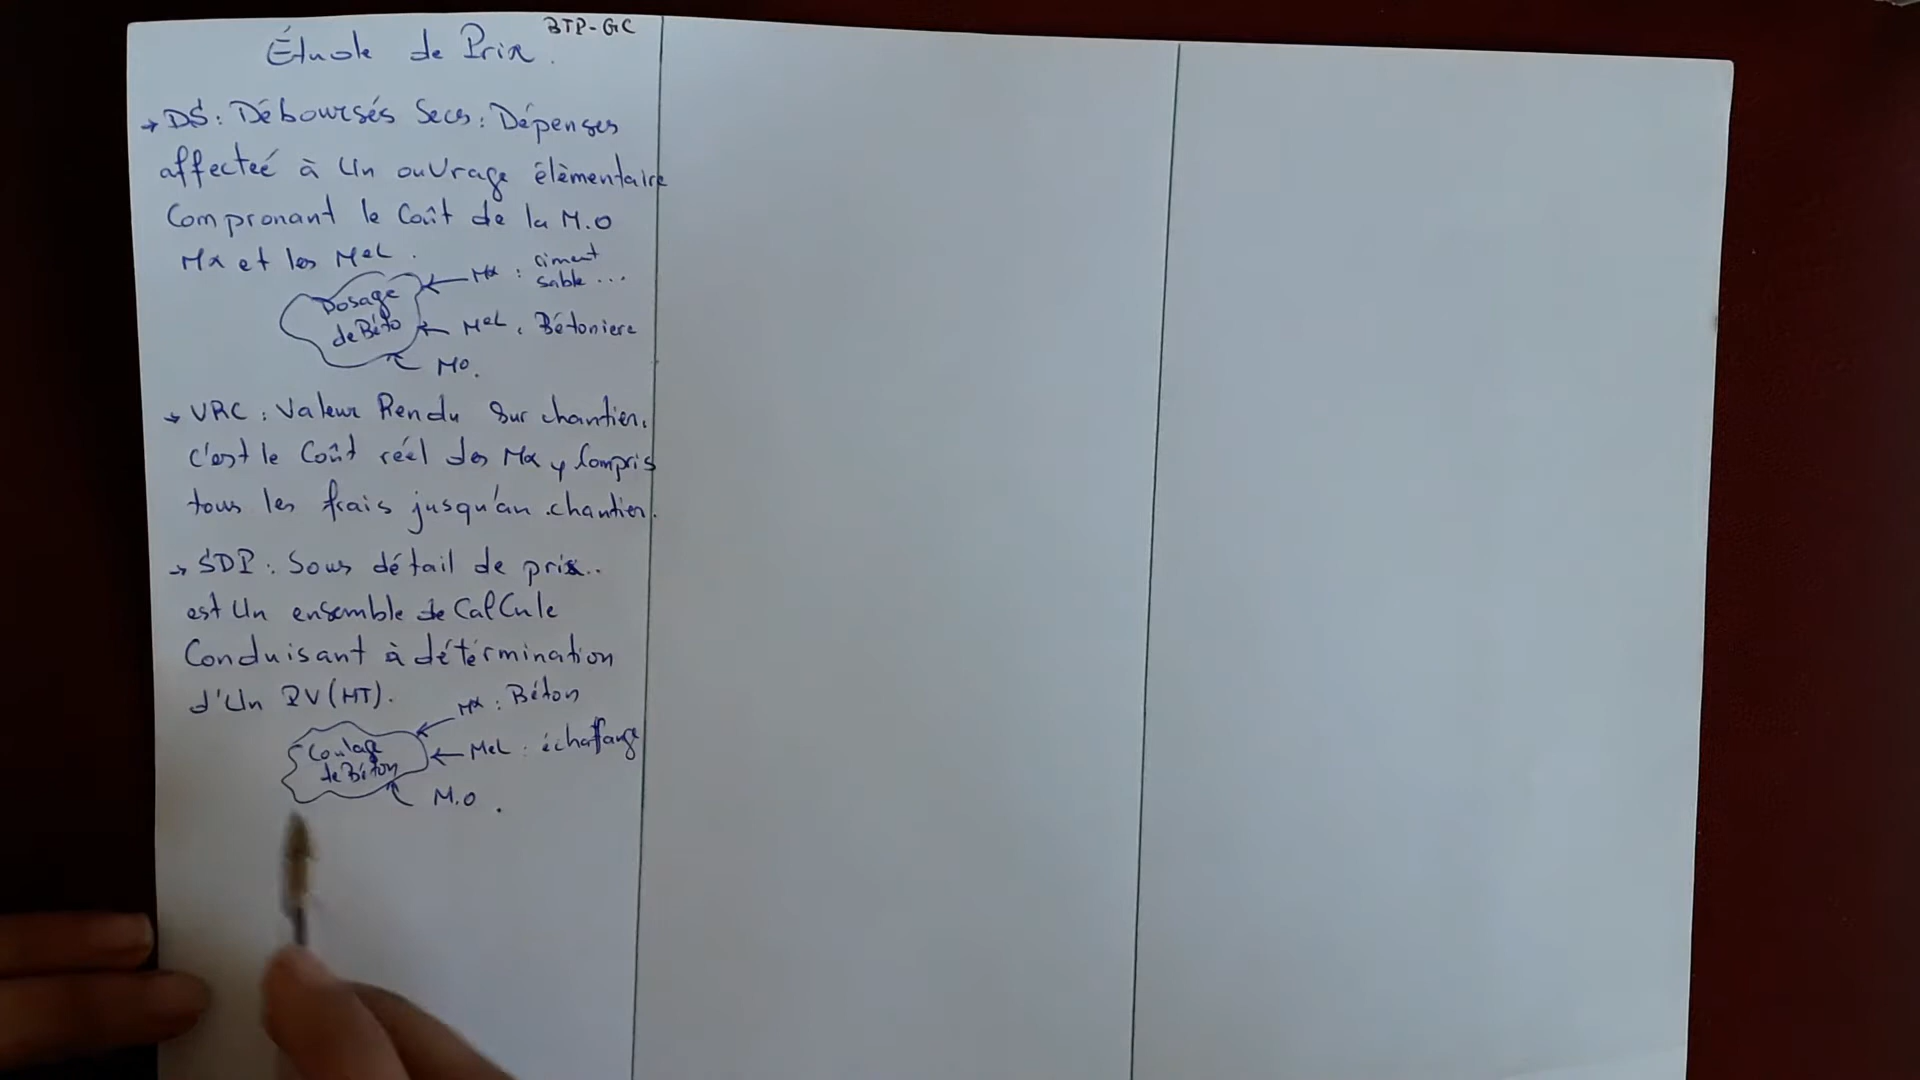 BTP-GC
Étude de Prix.
→ DS : Déboursés Secs : Dépenses
affecteé à Un ouvrage élèmentaire
Compronant le Coût de la M.O
Mx et les Mel.
Dosage
de Béto
← Mx : ciment
sable ...
← Mel : Bétoniere
MO.
→ VRC : Valeur Rendu Sur chantier.
c'est le Coût réel des Mx y Compris
tous les frais jusqu'au chantier.
→ SDP : Sous détail de prix..
est Un ensemble de CalCule
Conduisant à détérmination
d'Un PV(HT).
Coulage
de Béton
Mx : Béton
← Mel : échaffauge
M.O.